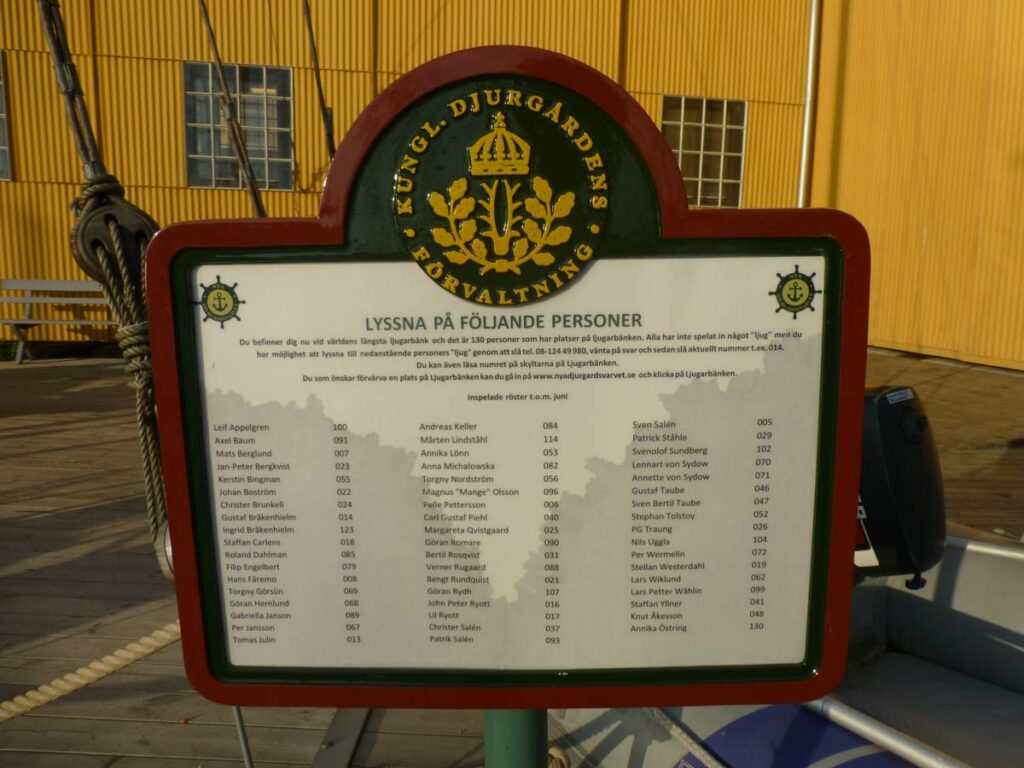 KUNGL. DJURGÅRDENS
FÖRVALTNING
LYSSNA PÅ FÖLJANDE PERSONER
Du befinner dig nu vid världens längsta ljugarbänk och det är 130 personer som har platser på ljugarbänken. Alla har inte spelat in något "ljug" men du
har möjlighet att lyssna till nedanstående personers "ljug" genom att slå tel. 08-124 49 980, vänta på svar och sedan slå aktuellt nummer t.ex. 014.
Du kan även läsa numret på skyltarna på Ljugarbänken.
Du som önskar förvärva en plats på Ljugarbänken kan du gå in på www.nyadjurgardsvarvet.se och klicka på Ljugarbänken.
Inspelade röster t.o.m. juni
Leif Appelgren 100
Axel Baum 091
Mats Berglund 007
Jan-Peter Bergkvist 023
Kerstin Bingman 055
Johan Boström 022
Christer Brunkell 024
Gustaf Bråkenhielm 014
Ingrid Bråkenhielm 123
Staffan Carlens 018
Roland Dahlman 085
Filip Engelbert 079
Hans Färemo 008
Torgny Görsün 069
Göran Hernlund 068
Gabriella Janson 089
Per Jansson 067
Tomas Julin 013
Andreas Keller 084
Mårten Lindståhl 114
Annika Lönn 053
Anna Michalowska 082
Torgny Nordström 056
Magnus "Mange" Olsson 096
Pelle Pettersson 006
Carl Gustaf Piehl 040
Margareta Qvistgaard 025
Göran Romare 090
Bertil Rosqvist 031
Verner Rugaard 088
Bengt Rundquist 021
Göran Rydh 107
John Peter Ryott 016
Lil Ryott 017
Christer Salén 037
Patrik Salén 093
Sven Salén 005
Patrick Ståhle 029
Svenolof Sundberg 102
Lennart von Sydow 070
Annette von Sydow 071
Gustaf Taube 046
Sven Bertil Taube 047
Stephan Tolstoy 052
PG Traung 026
Nils Uggla 104
Per Wermelin 072
Stellan Westerdahl 019
Lars Wiklund 062
Lars Petter Wåhlin 099
Staffan Yllner 041
Knut Åkesson 048
Annika Östring 130